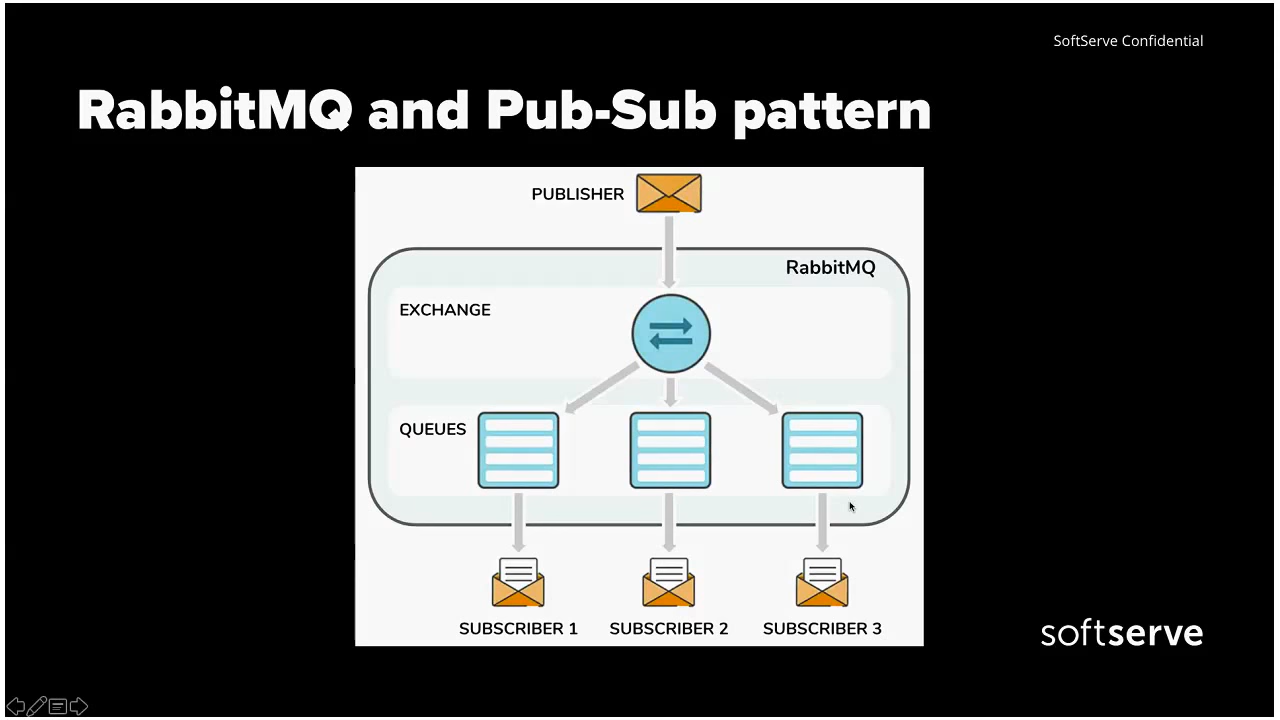 SoftServe Confidential
RabbitMQ and Pub-Sub pattern
PUBLISHER
RabbitMQ
EXCHANGE
QUEUES
SUBSCRIBER 1
SUBSCRIBER 2
SUBSCRIBER 3
softserve